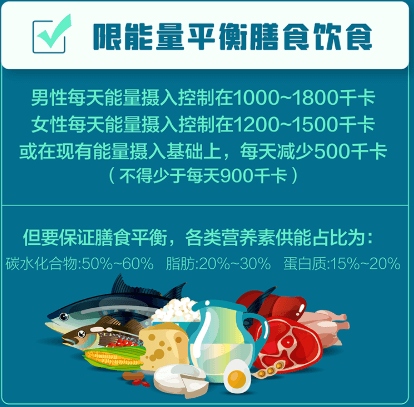 限能量平衡膳食饮食
男性每天能量摄入控制在1000~1800千卡
女性每天能量摄入控制在1200~1500千卡
或在现有能量摄入基础上，每天减少500千卡
（不得少于每天900千卡）
但要保证膳食平衡，各类营养素供能占比为：
碳水化合物:50%~60% 脂肪:20%~30% 蛋白质:15%~20%